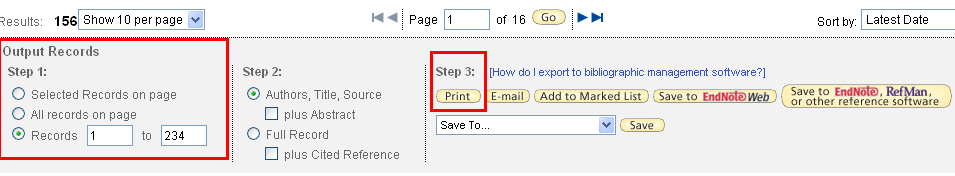 Results: 156 Show 10 per page Page 1 of 16 Go Sort by: Latest Date
Output Records
Step 1:
Selected Records on page
All records on page
Records 1 to 234
Step 2:
Authors, Title, Source
plus Abstract
Full Record
plus Cited Reference
Step 3: [How do I export to bibliographic management software?]
Print E-mail Add to Marked List Save to EndNote Web Save to EndNote, RefMan,
or other reference software
Save To... Save